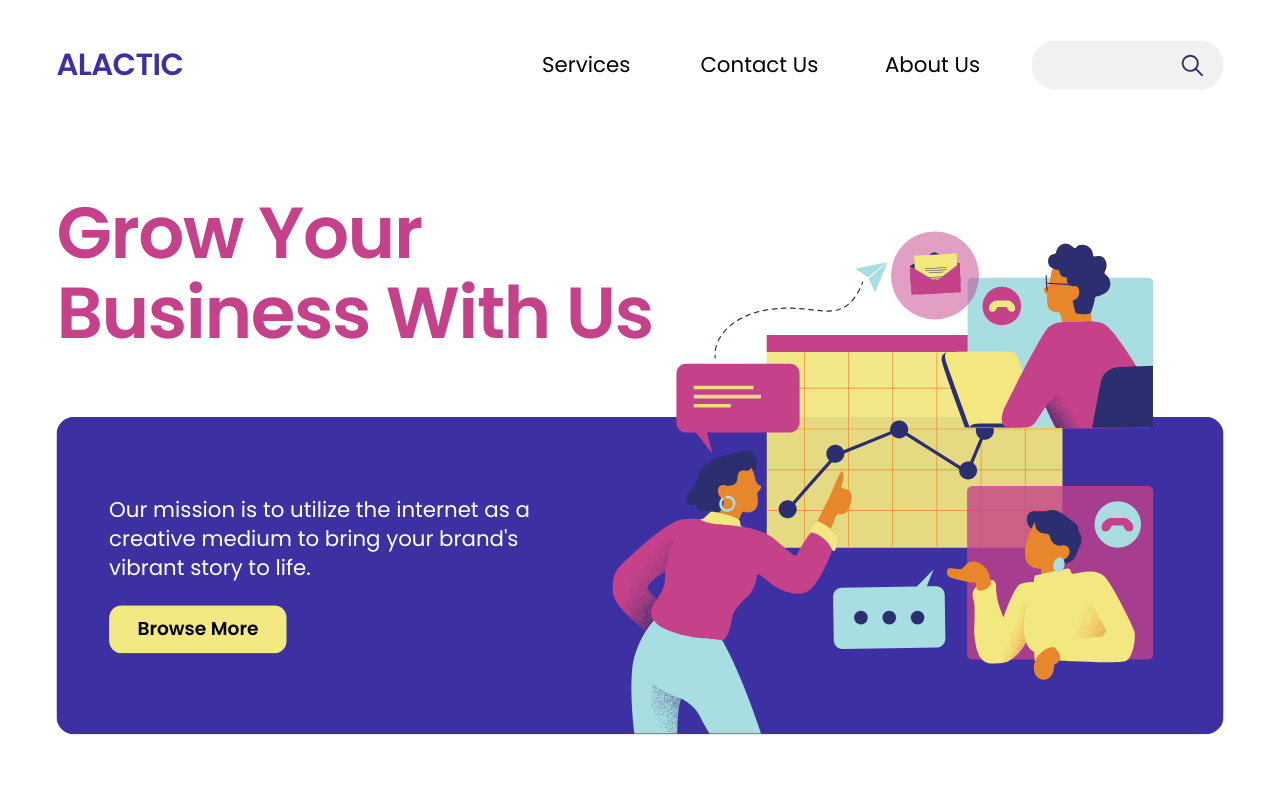 ALACTIC
Services
Contact Us
About Us
Grow Your
Business With Us
Our mission is to utilize the internet as a
creative medium to bring your brand's
vibrant story to life.
Browse More